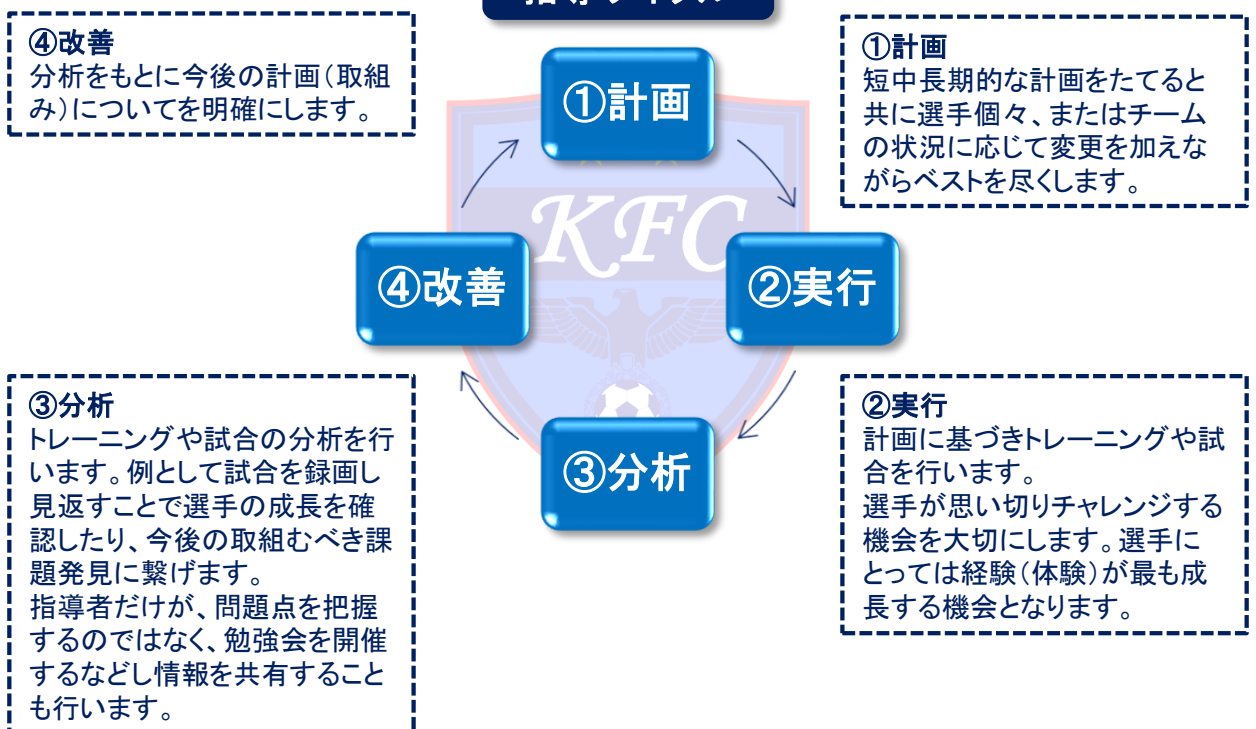 ④改善
分析をもとに今後の計画（取組
み）についてを明確にします。
①計画
短中長期的な計画をたてると
共に選手個々、またはチーム
の状況に応じて変更を加えな
がらベストを尽くします。
①計画
KFC
④改善
②実行
③分析
③分析
トレーニングや試合の分析を行
います。例として試合を録画し
見返すことで選手の成長を確
認したり、今後の取組むべき課
題発見に繋げます。
指導者だけが、問題点を把握
するのではなく、勉強会を開催
するなどし情報を共有すること
も行います。
②実行
計画に基づきトレーニングや試
合を行います。
選手が思い切りチャレンジする
機会を大切にします。選手に
とっては経験（体験）が最も成
長する機会となります。